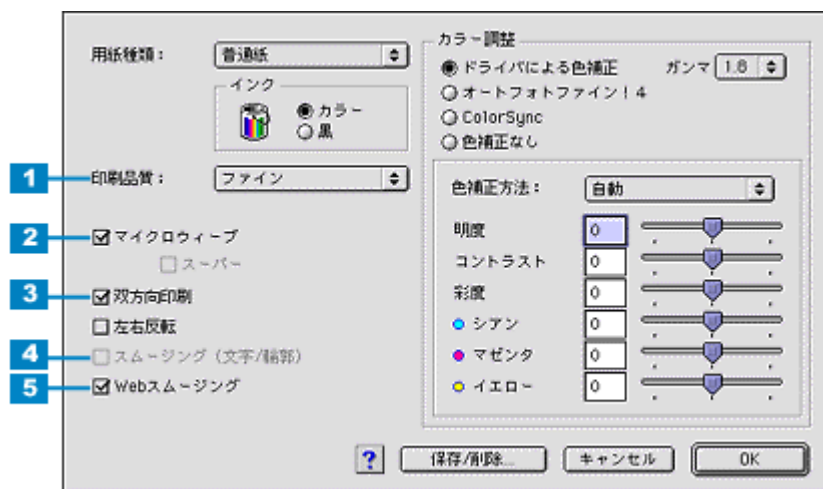 用紙種類：
普通紙
インク
カラー
黒
1
印刷品質：
ファイン
2
マイクロウィーブ
スーパー
3
双方向印刷
左右反転
4
スムージング（文字/輪郭）
5
Webスムージング
カラー調整
ドライバによる色補正
ガンマ 1.8
オートフォトファイン！4
ColorSync
色補正なし
色補正方法：
自動
明度 0
コントラスト 0
彩度 0
シアン 0
マゼンタ 0
イエロー 0
?
保存/削除...
キャンセル
OK